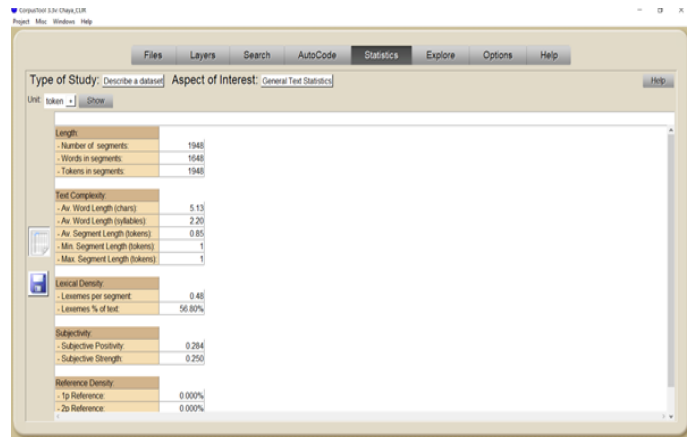 CorpusTool 3.3x: Chaya_CLIR
Project Misc Windows Help
Files Layers Search AutoCode Statistics Explore Options Help
Type of Study: Describe a dataset Aspect of Interest: General Text Statistics Help
Unit: token Show
Length:
- Number of segments: 1948
- Words in segments: 1648
- Tokens in segments: 1948
Text Complexity:
- Av. Word Length (chars): 5.13
- Av. Word Length (syllables): 2.20
- Av. Segment Length (tokens): 0.85
- Min. Segment Length (tokens): 1
- Max. Segment Length (tokens): 1
Lexical Density:
- Lexemes per segment: 0.48
- Lexemes % of text: 56.80%
Subjectivity:
- Subjective Positivity: 0.284
- Subjective Strength: 0.250
Reference Density:
- 1p Reference: 0.000%
- 2p Reference: 0.000%